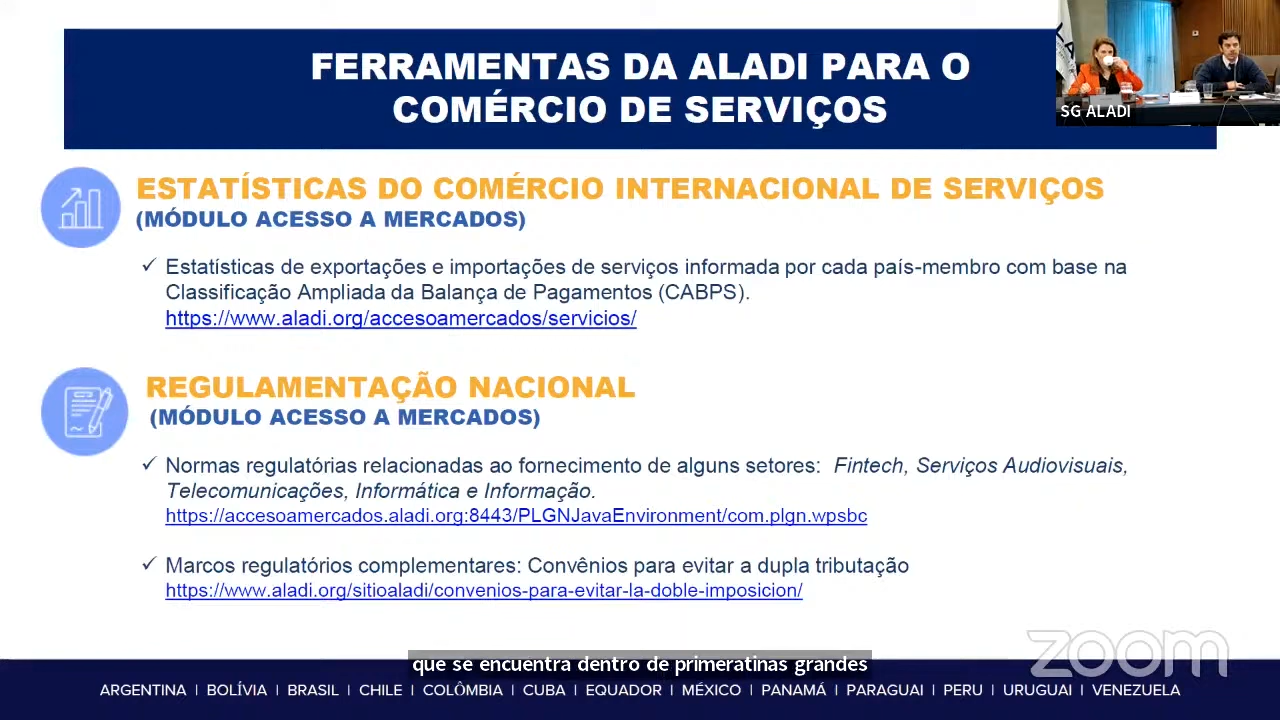 FERRAMENTAS DA ALADI PARA O
COMÉRCIO DE SERVIÇOS
SG ALADI
ESTATÍSTICAS DO COMÉRCIO INTERNACIONAL DE SERVIÇOS
(MÓDULO ACESSO A MERCADOS)
✓ Estatísticas de exportações e importações de serviços informada por cada país-membro com base na
Classificação Ampliada da Balança de Pagamentos (CABPS).
https://www.aladi.org/accesoamercados/servicios/
REGULAMENTAÇÃO NACIONAL
(MÓDULO ACESSO A MERCADOS)
✓ Normas regulatórias relacionadas ao fornecimento de alguns setores: Fintech, Serviços Audiovisuais,
Telecomunicações, Informática e Informação.
https://accesoamercados.aladi.org:8443/PLGNJavaEnvironment/com.plgn.wpsbc
✓ Marcos regulatórios complementares: Convênios para evitar a dupla tributação
https://www.aladi.org/sitioaladi/convenios-para-evitar-la-doble-imposicion/
zoom
que se encuentra dentro de primeratinas grandes
ARGENTINA | BOLÍVIA | BRASIL | CHILE | COLÔMBIA | CUBA | EQUADOR | MÉXICO | PANAMÁ | PARAGUAI | PERU | URUGUAI | VENEZUELA